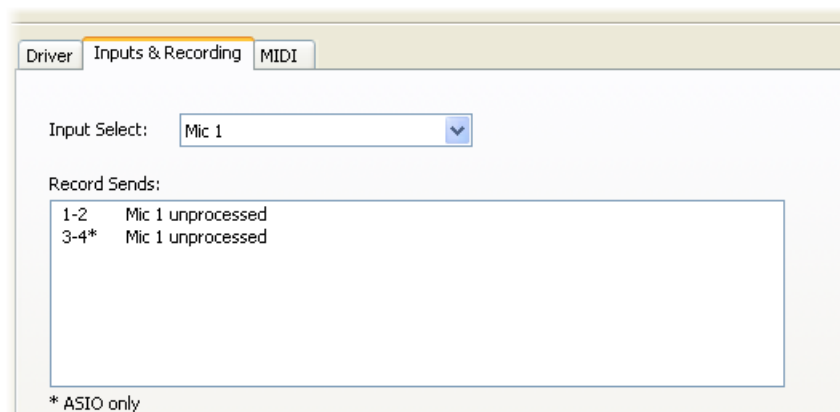 Driver Inputs & Recording MIDI
Input Select: Mic 1
Record Sends:
1-2 Mic 1 unprocessed
3-4* Mic 1 unprocessed
* ASIO only